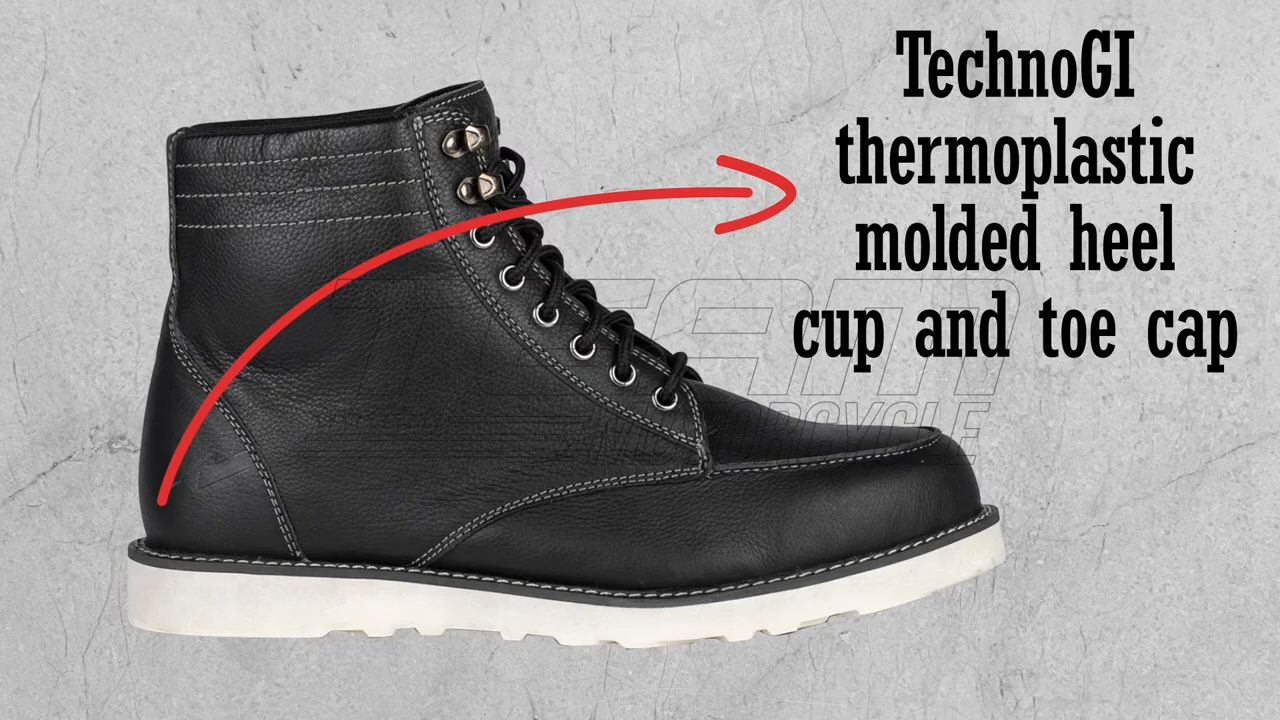 TechnoGI
thermoplastic
molded heel
cup and toe cap